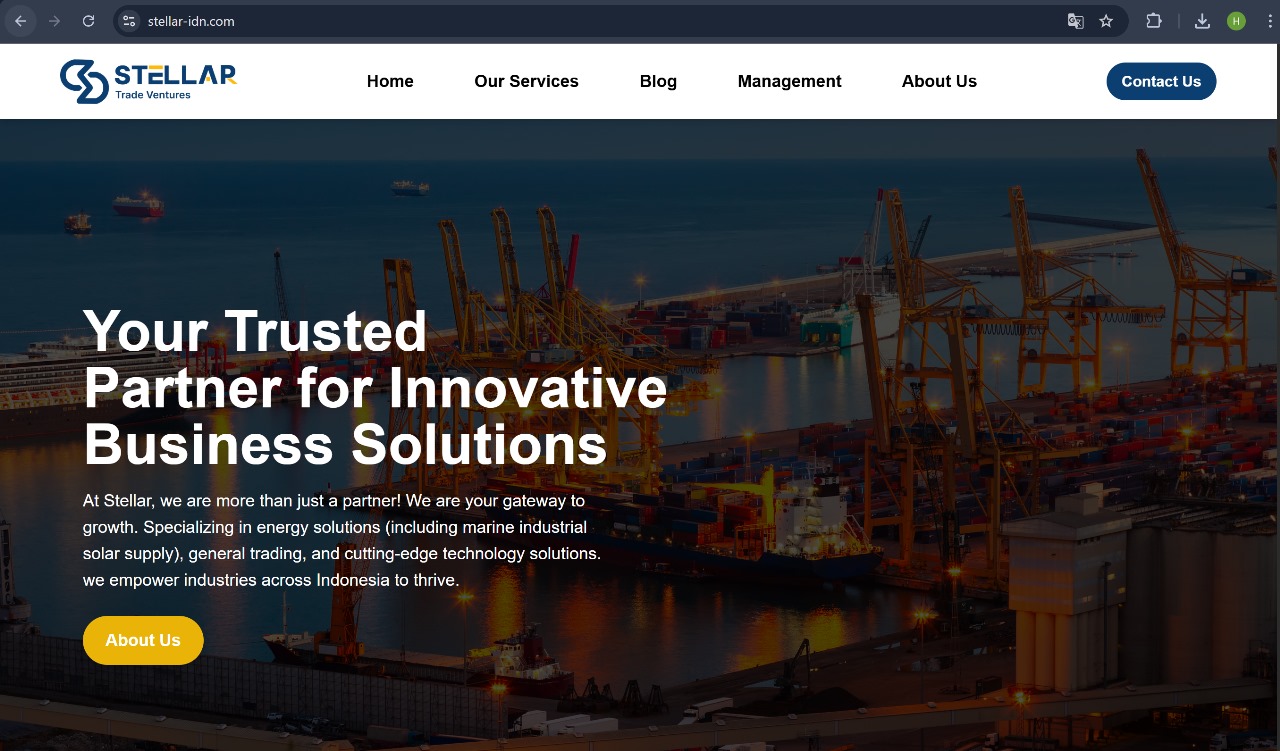 stellar-idn.com
H
STELLAR
Trade Ventures
Home
Our Services
Blog
Management
About Us
Contact Us
Your Trusted
Partner for Innovative
Business Solutions
At Stellar, we are more than just a partner! We are your gateway to
growth. Specializing in energy solutions (including marine industrial
solar supply), general trading, and cutting-edge technology solutions.
we empower industries across Indonesia to thrive.
About Us